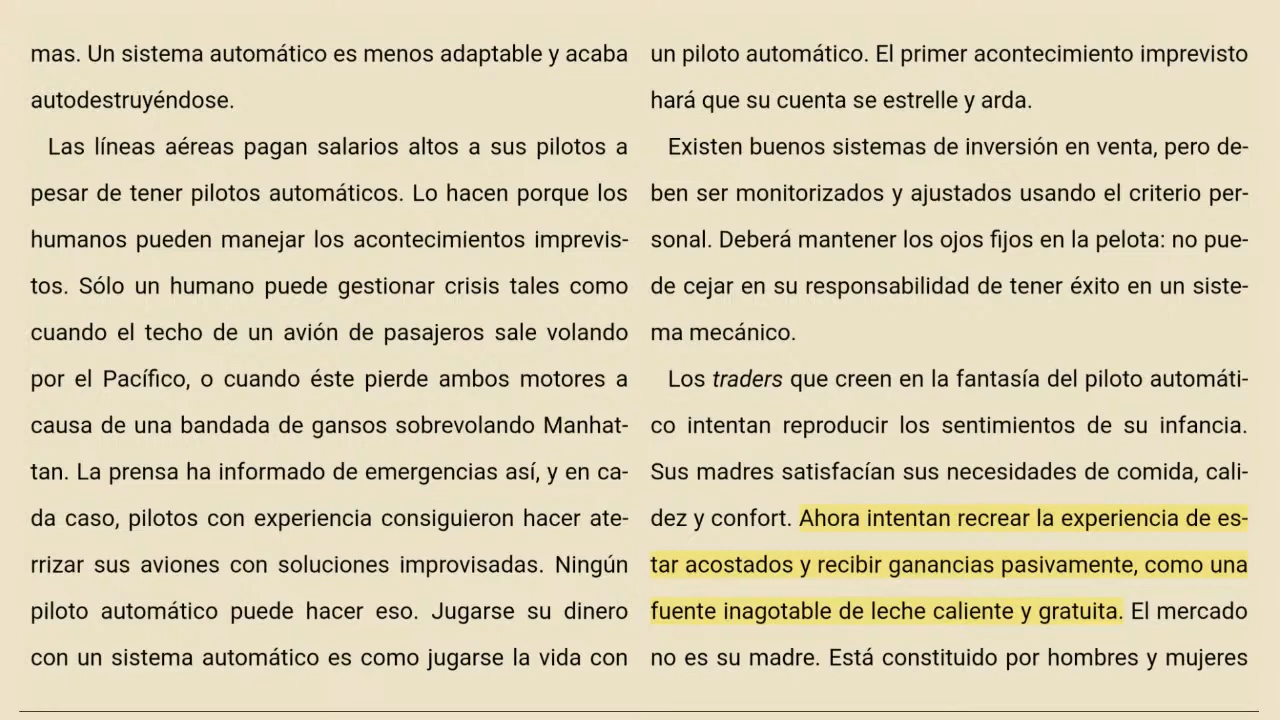 mas. Un sistema automático es menos adaptable y acaba
autodestruyéndose.
Las líneas aéreas pagan salarios altos a sus pilotos a
pesar de tener pilotos automáticos. Lo hacen porque los
humanos pueden manejar los acontecimientos imprevis-
tos. Sólo un humano puede gestionar crisis tales como
cuando el techo de un avión de pasajeros sale volando
por el Pacífico, o cuando éste pierde ambos motores a
causa de una bandada de gansos sobrevolando Manhat-
tan. La prensa ha informado de emergencias así, y en ca-
da caso, pilotos con experiencia consiguieron hacer ate-
rrizar sus aviones con soluciones improvisadas. Ningún
piloto automático puede hacer eso. Jugarse su dinero
con un sistema automático es como jugarse la vida con
un piloto automático. El primer acontecimiento imprevisto
hará que su cuenta se estrelle y arda.
Existen buenos sistemas de inversión en venta, pero de-
ben ser monitorizados y ajustados usando el criterio per-
sonal. Deberá mantener los ojos fijos en la pelota: no pue-
de cejar en su responsabilidad de tener éxito en un siste-
ma mecánico.
Los traders que creen en la fantasía del piloto automáti-
co intentan reproducir los sentimientos de su infancia.
Sus madres satisfacían sus necesidades de comida, cali-
dez y confort. Ahora intentan recrear la experiencia de es-
tar acostados y recibir ganancias pasivamente, como una
fuente inagotable de leche caliente y gratuita. El mercado
no es su madre. Está constituido por hombres y mujeres